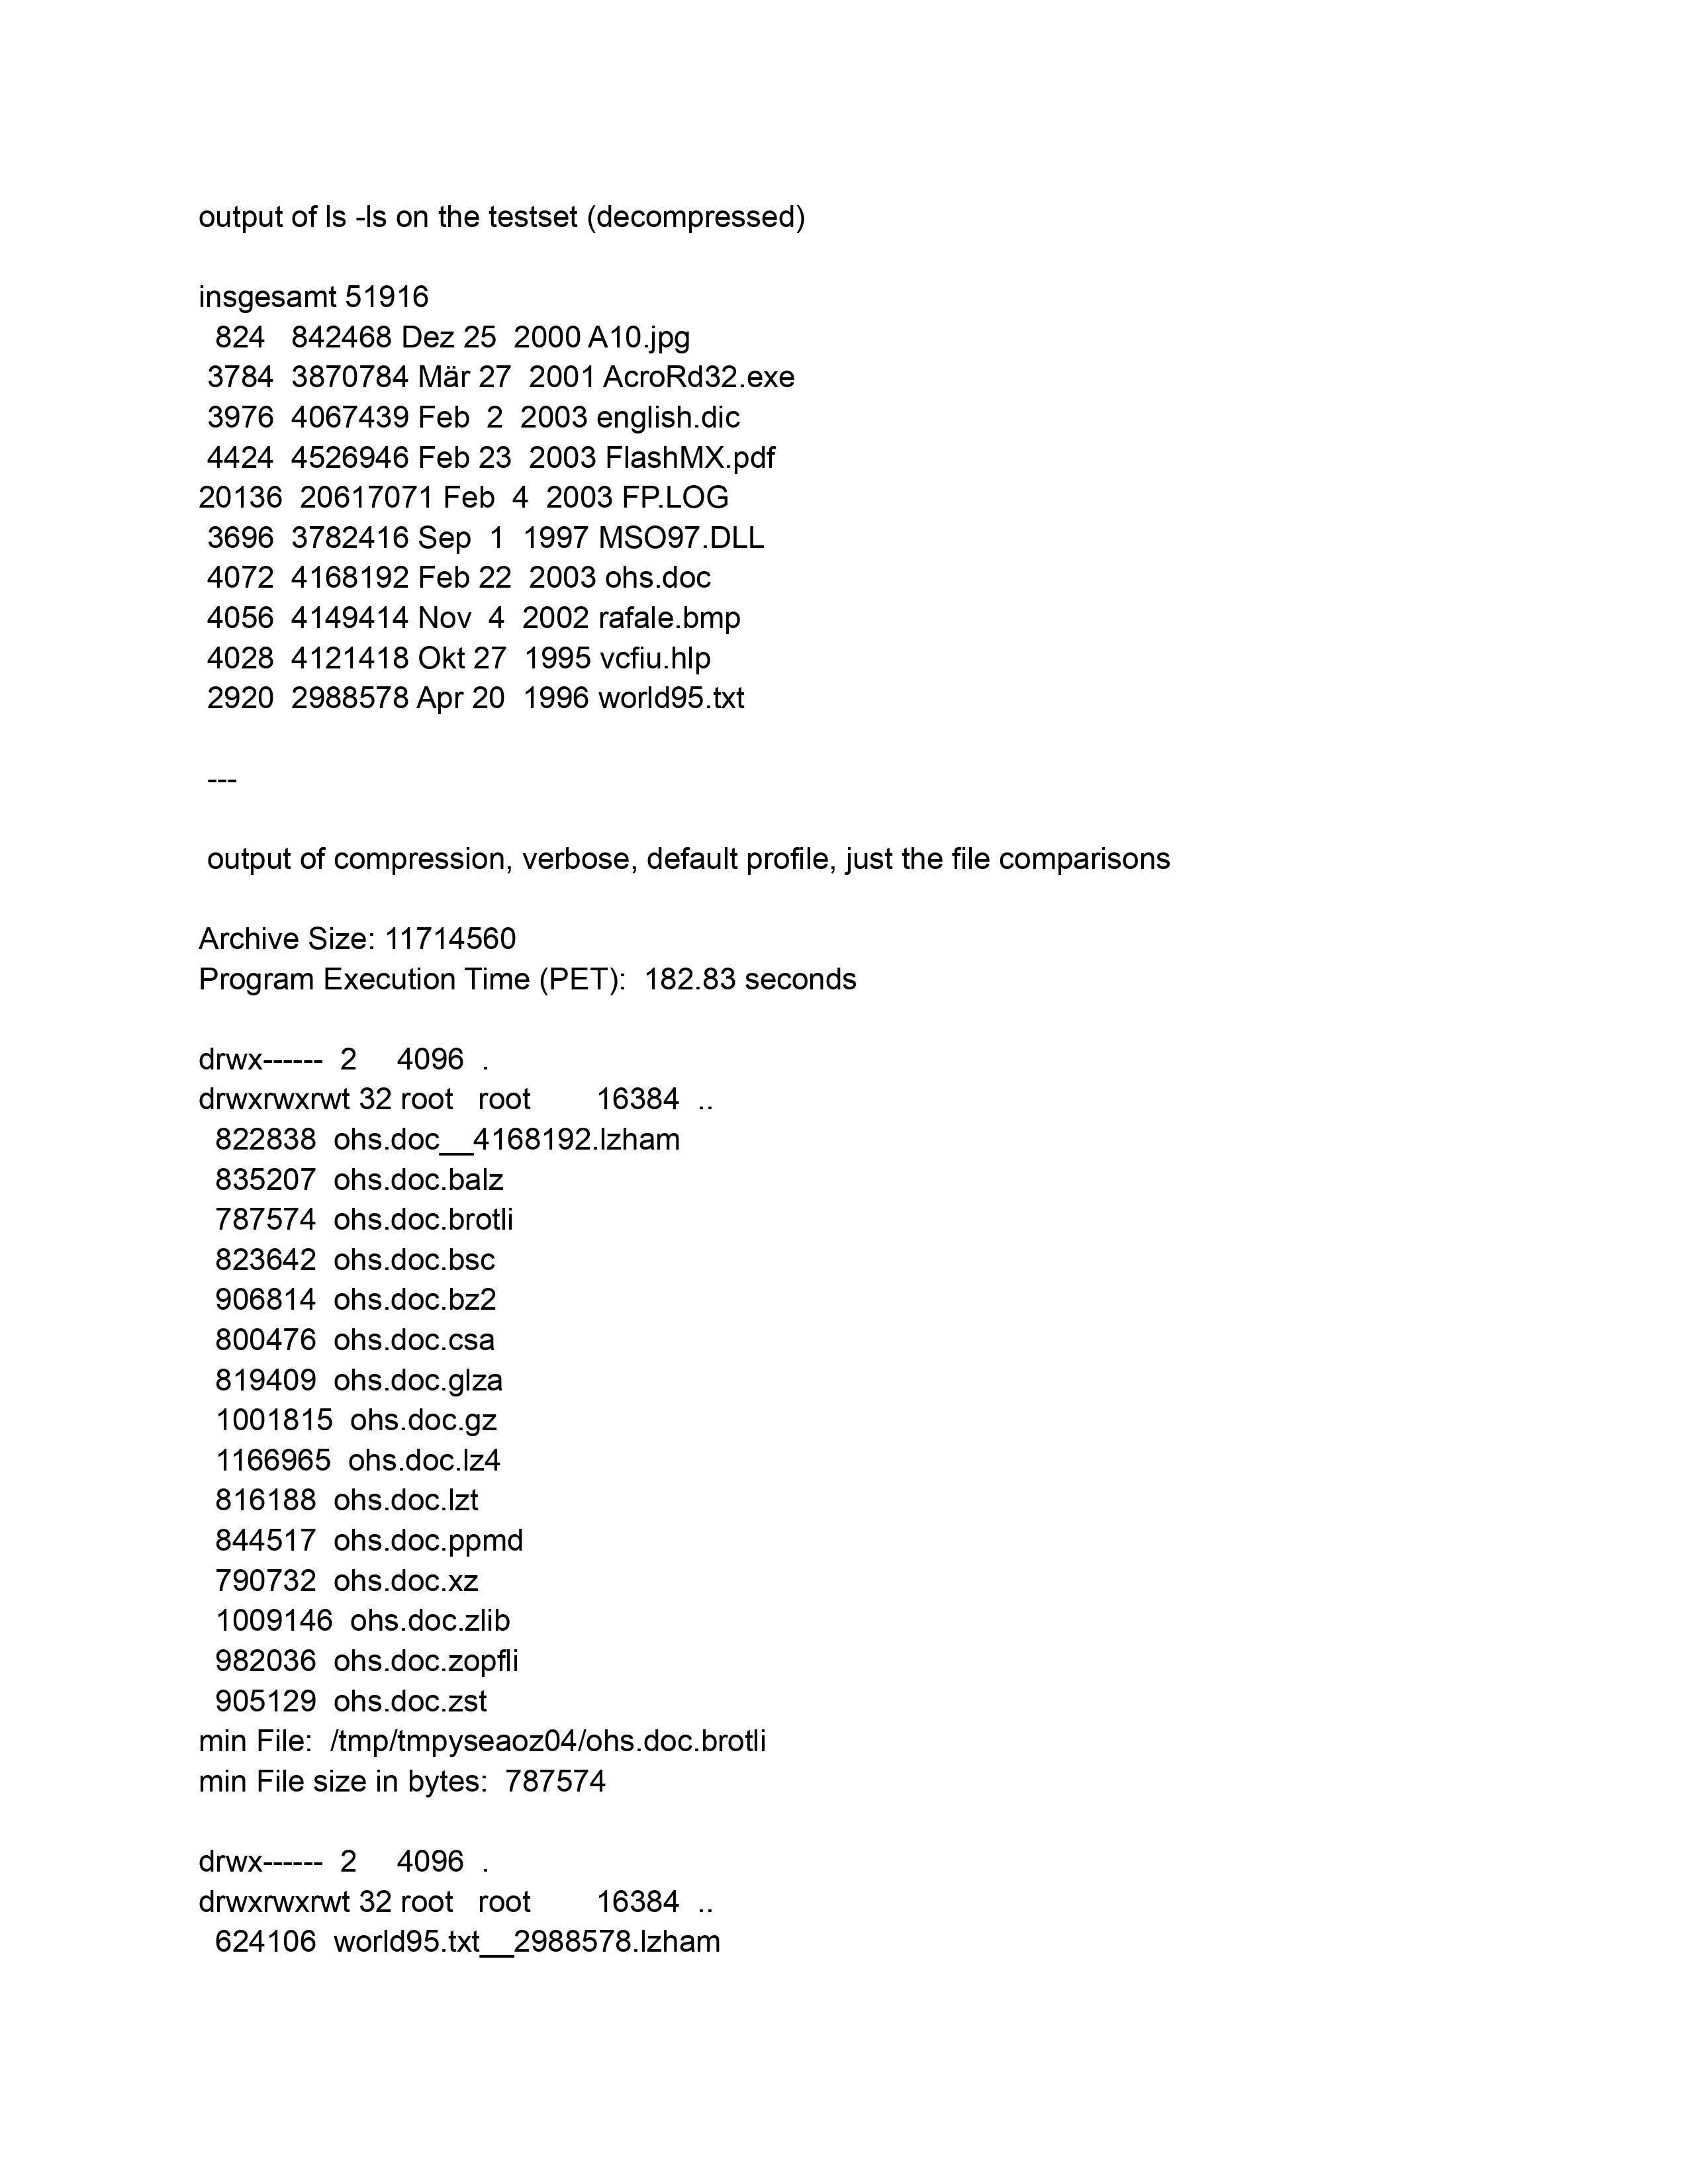 output of ls -ls on the testset (decompressed)
insgesamt 51916
824 842468 Dez 25 2000 A10.jpg
3784 3870784 Mär 27 2001 AcroRd32.exe
3976 4067439 Feb 2 2003 english.dic
4424 4526946 Feb 23 2003 FlashMX.pdf
20136 20617071 Feb 4 2003 FP.LOG
3696 3782416 Sep 1 1997 MSO97.DLL
4072 4168192 Feb 22 2003 ohs.doc
4056 4149414 Nov 4 2002 rafale.bmp
4028 4121418 Okt 27 1995 vcfiu.hlp
2920 2988578 Apr 20 1996 world95.txt
---
output of compression, verbose, default profile, just the file comparisons
Archive Size: 11714560
Program Execution Time (PET): 182.83 seconds
drwx------ 2 4096 .
drwxrwxrwt 32 root root 16384 ..
822838 ohs.doc__4168192.lzham
835207 ohs.doc.balz
787574 ohs.doc.brotli
823642 ohs.doc.bsc
906814 ohs.doc.bz2
800476 ohs.doc.csa
819409 ohs.doc.glza
1001815 ohs.doc.gz
1166965 ohs.doc.lz4
816188 ohs.doc.lzt
844517 ohs.doc.ppmd
790732 ohs.doc.xz
1009146 ohs.doc.zlib
982036 ohs.doc.zopfli
905129 ohs.doc.zst
min File: /tmp/tmpyseaoz04/ohs.doc.brotli
min File size in bytes: 787574
drwx------ 2 4096 .
drwxrwxrwt 32 root root 16384 ..
624106 world95.txt__2988578.lzham